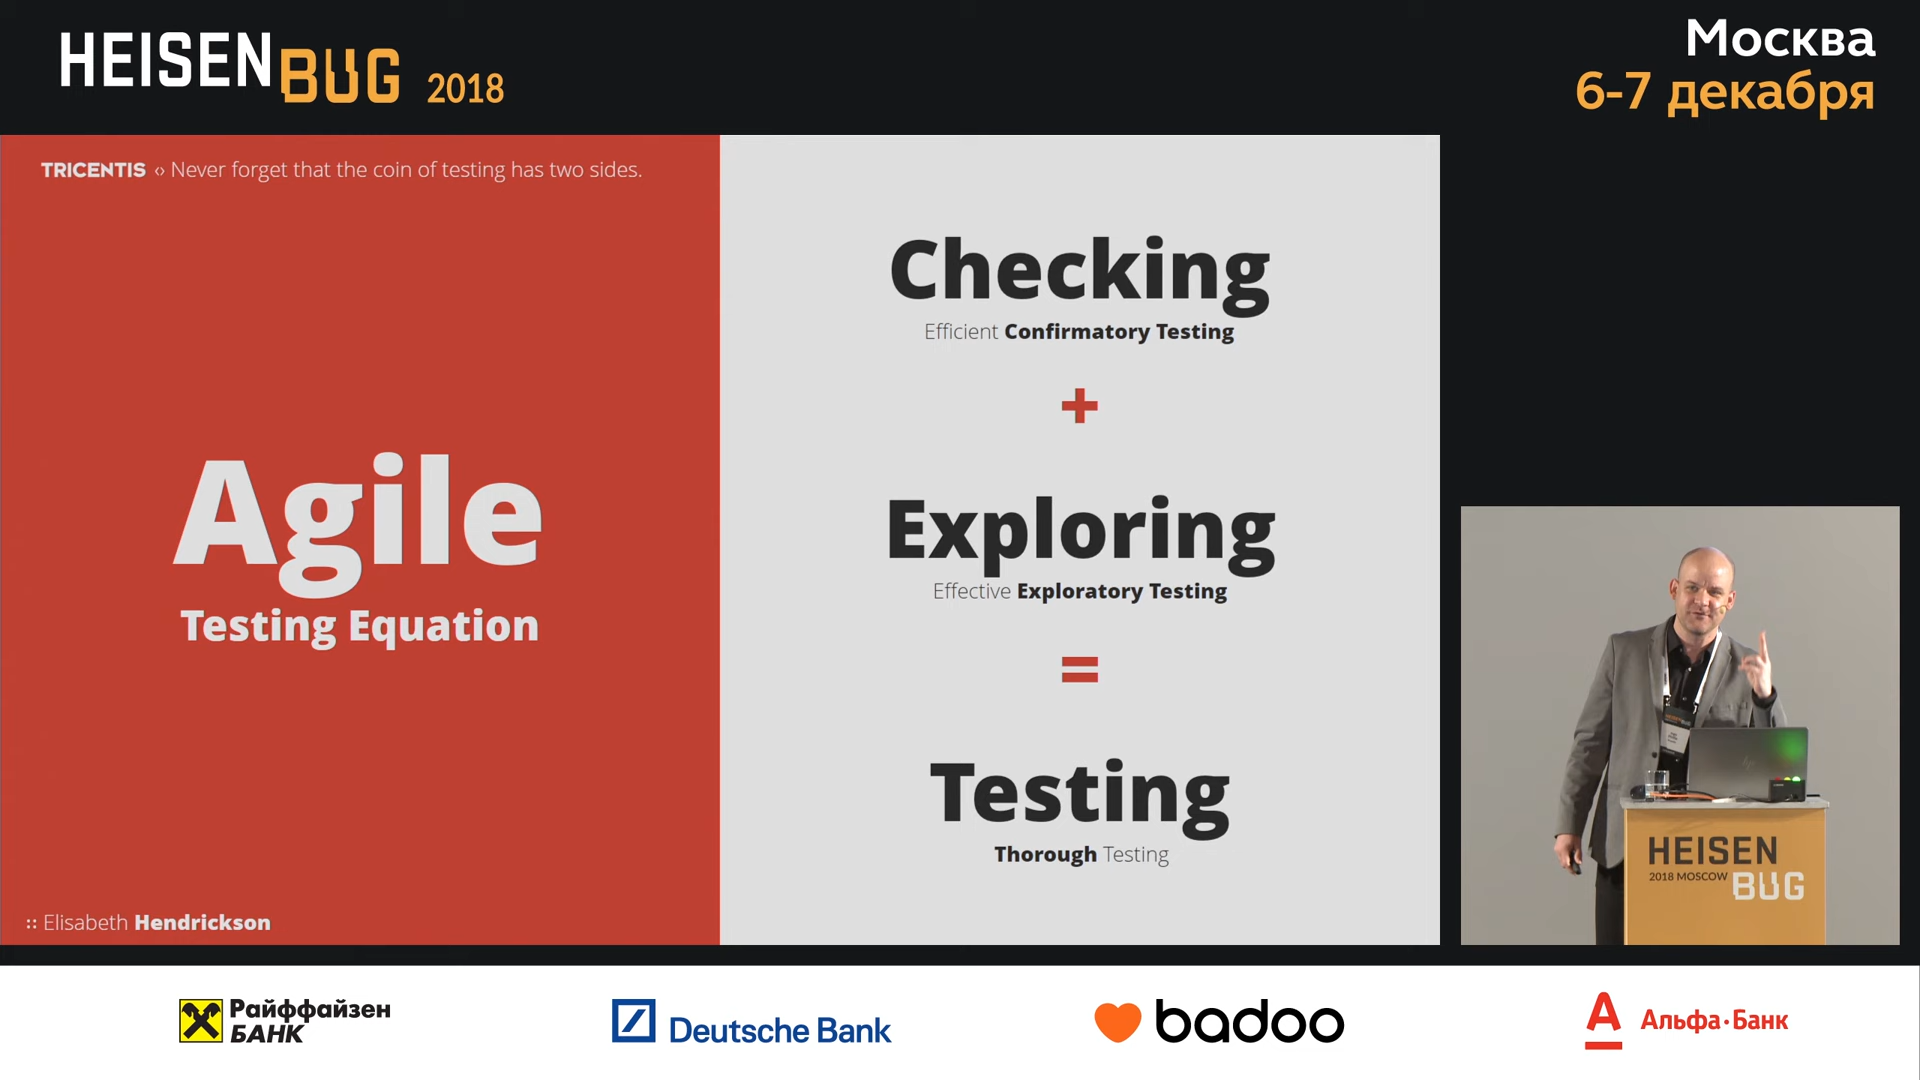 HEISENBUG 2018
Москва
6-7 декабря
TRICENTIS ‹› Never forget that the coin of testing has two sides.
Agile
Testing Equation
:: Elisabeth Hendrickson
Checking
Efficient Confirmatory Testing
+
Exploring
Effective Exploratory Testing
=
Testing
Thorough Testing
HEISEN
2018 MOSCOW BUG
Райффайзен
БАНК
Deutsche Bank
badoo
Альфа·Банк